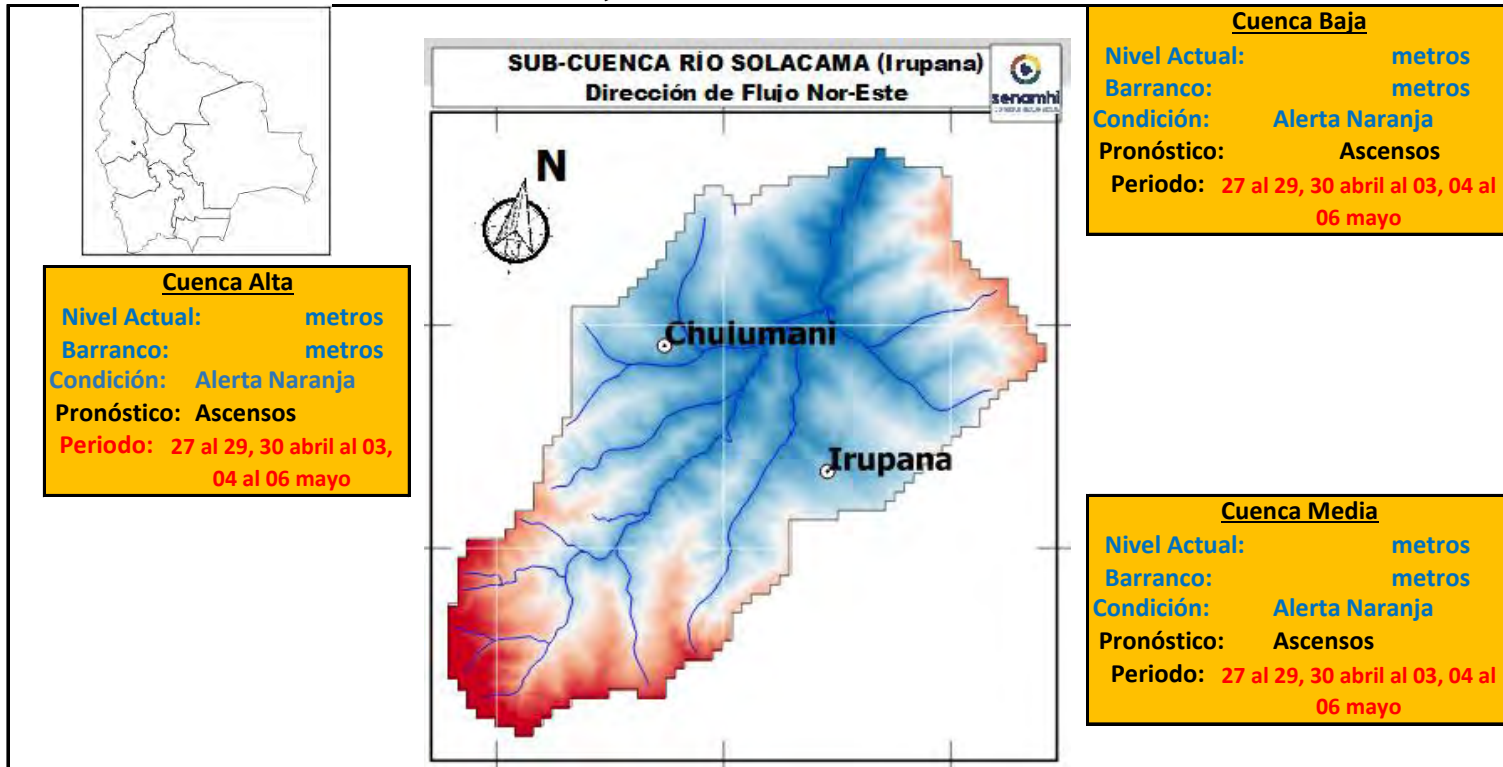 SUB-CUENCA RÍO SOLACAMA (Irupana)
Dirección de Flujo Nor-Este
senamhi
N
Chulumani
Irupana
Cuenca Alta
Nivel Actual: metros
Barranco: metros
Condición: Alerta Naranja
Pronóstico: Ascensos
Periodo: 27 al 29, 30 abril al 03,
04 al 06 mayo
Cuenca Baja
Nivel Actual: metros
Barranco: metros
Condición: Alerta Naranja
Pronóstico: Ascensos
Periodo: 27 al 29, 30 abril al 03, 04 al
06 mayo
Cuenca Media
Nivel Actual: metros
Barranco: metros
Condición: Alerta Naranja
Pronóstico: Ascensos
Periodo: 27 al 29, 30 abril al 03, 04 al
06 mayo